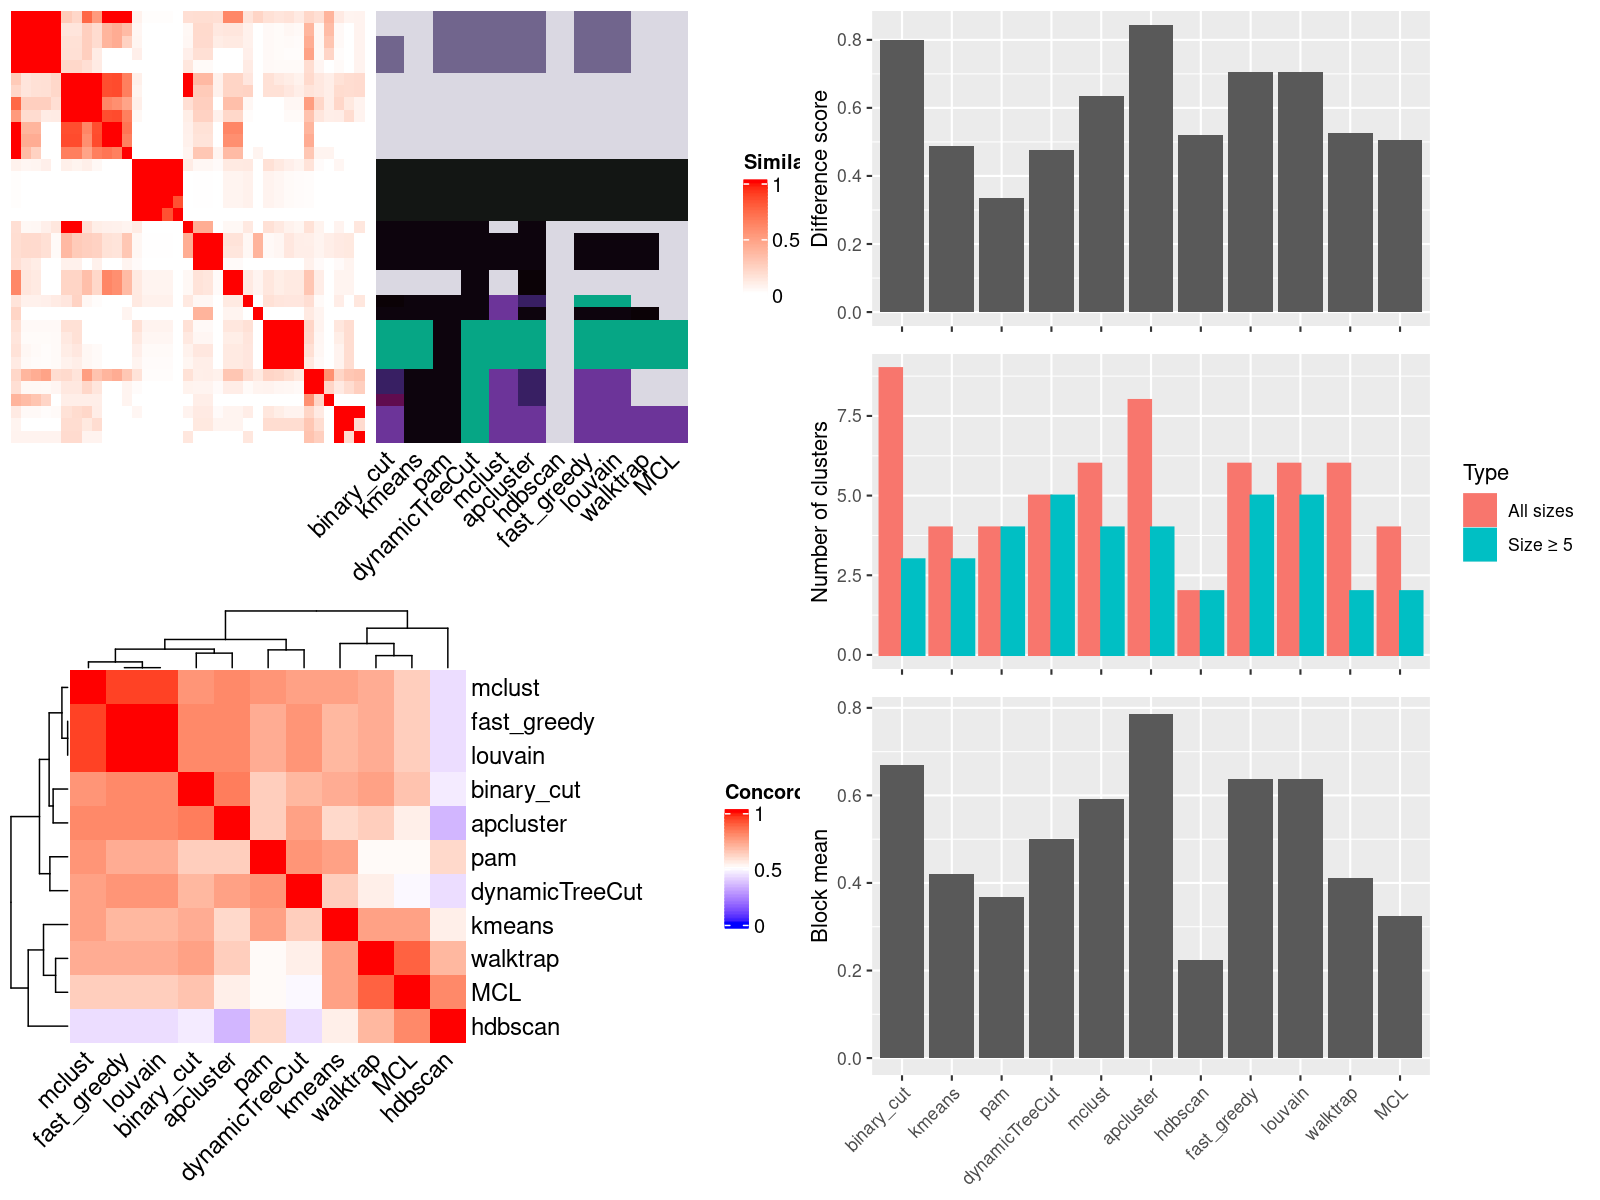 Simila
1
0.5
0
binary_cut
kmeans
pam
dynamicTreeCut
mclust
apcluster
hdbscan
fast_greedy
louvain
walktrap
MCL
mclust
fast_greedy
louvain
binary_cut
apcluster
pam
dynamicTreeCut
kmeans
walktrap
MCL
hdbscan
Concord
1
0.5
0
mclust
fast_greedy
louvain
binary_cut
apcluster
pam
dynamicTreeCut
kmeans
walktrap
MCL
hdbscan
Difference score
0.8
0.6
0.4
0.2
0.0
Number of clusters
7.5
5.0
2.5
0.0
Type
All sizes
Size ≥ 5
Block mean
0.8
0.6
0.4
0.2
0.0
binary_cut
kmeans
pam
dynamicTreeCut
mclust
apcluster
hdbscan
fast_greedy
louvain
walktrap
MCL